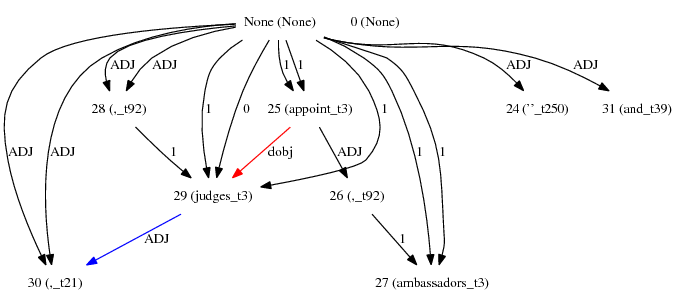 None (None) 0 (None)
ADJ ADJ 1 1 ADJ ADJ
28 (,_t92) 1 0 25 (appoint_t3) 1 24 (''_t250) 31 (and_t39)
ADJ ADJ 1 dobj ADJ 1 1
29 (judges_t3) 26 (,_t92)
ADJ 1
30 (,_t21) 27 (ambassadors_t3)